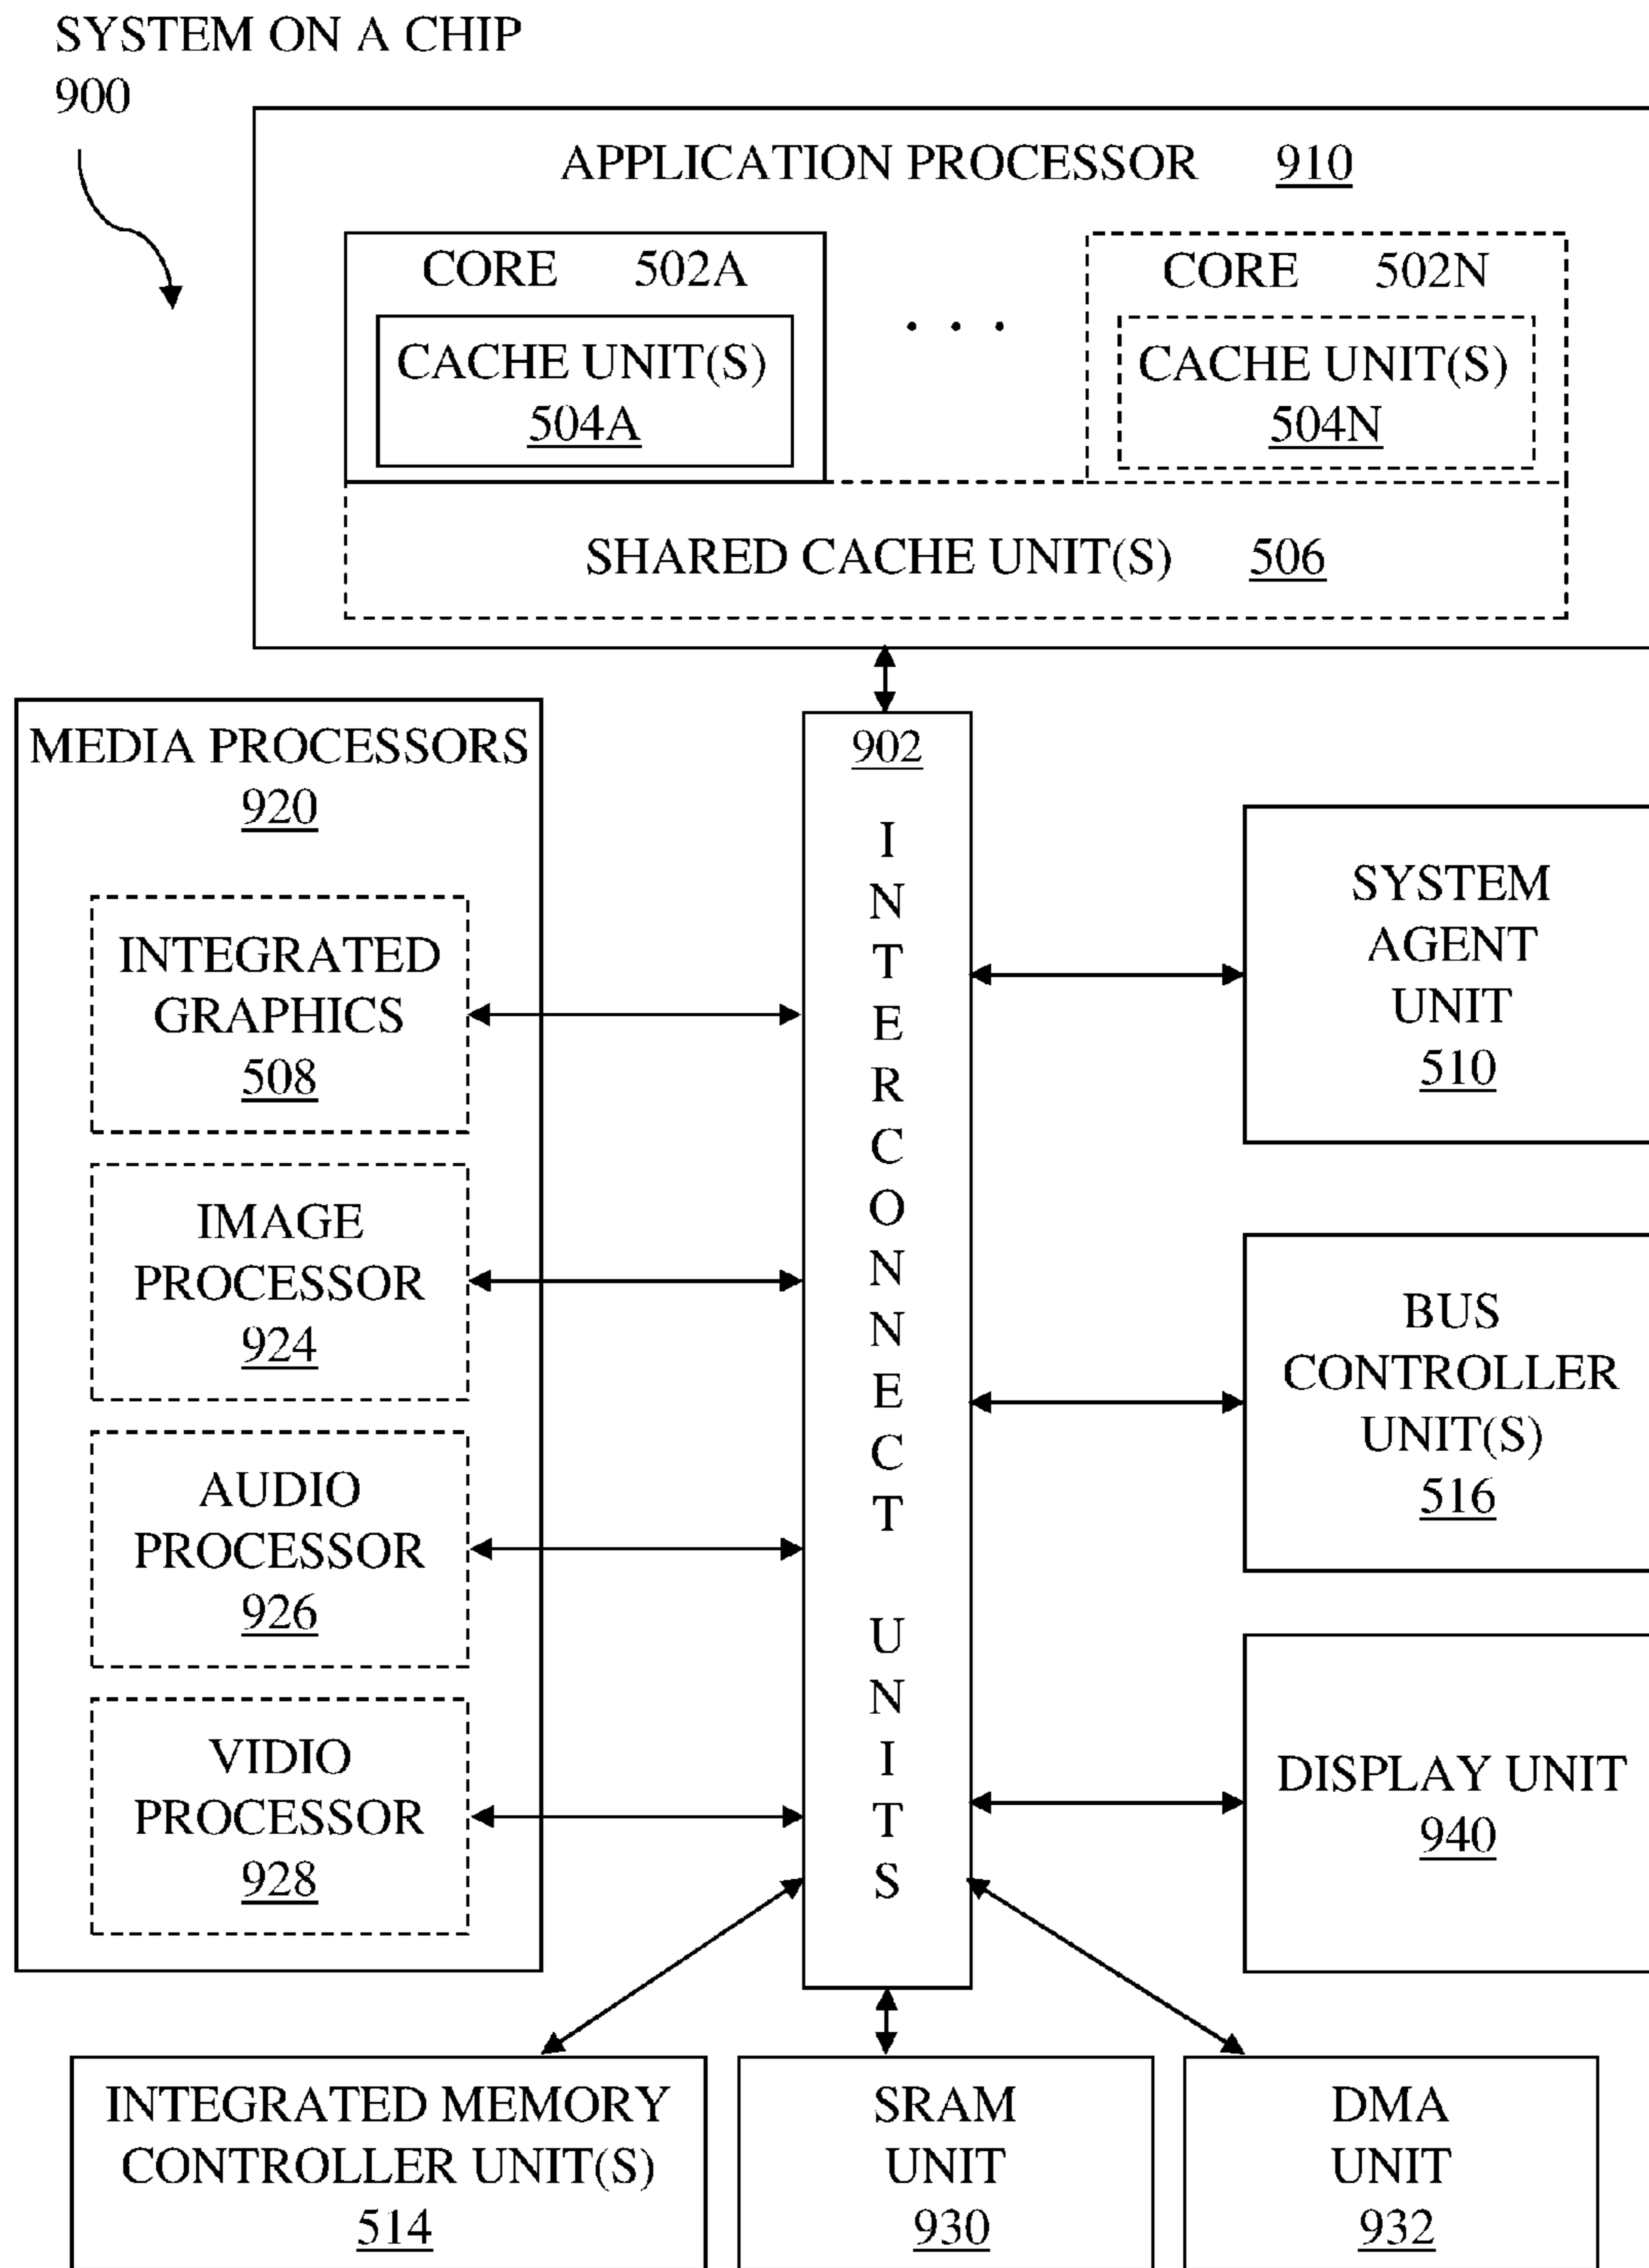 SYSTEM ON A CHIP
900
APPLICATION PROCESSOR 910
CORE 502A
CACHE UNIT(S)
504A
. . .
CORE 502N
CACHE UNIT(S)
504N
SHARED CACHE UNIT(S) 506
MEDIA PROCESSORS
920
INTEGRATED
GRAPHICS
508
IMAGE
PROCESSOR
924
AUDIO
PROCESSOR
926
VIDIO
PROCESSOR
928
902
INTERCONNECT UNITS
SYSTEM
AGENT
UNIT
510
BUS
CONTROLLER
UNIT(S)
516
DISPLAY UNIT
940
INTEGRATED MEMORY
CONTROLLER UNIT(S)
514
SRAM
UNIT
930
DMA
UNIT
932